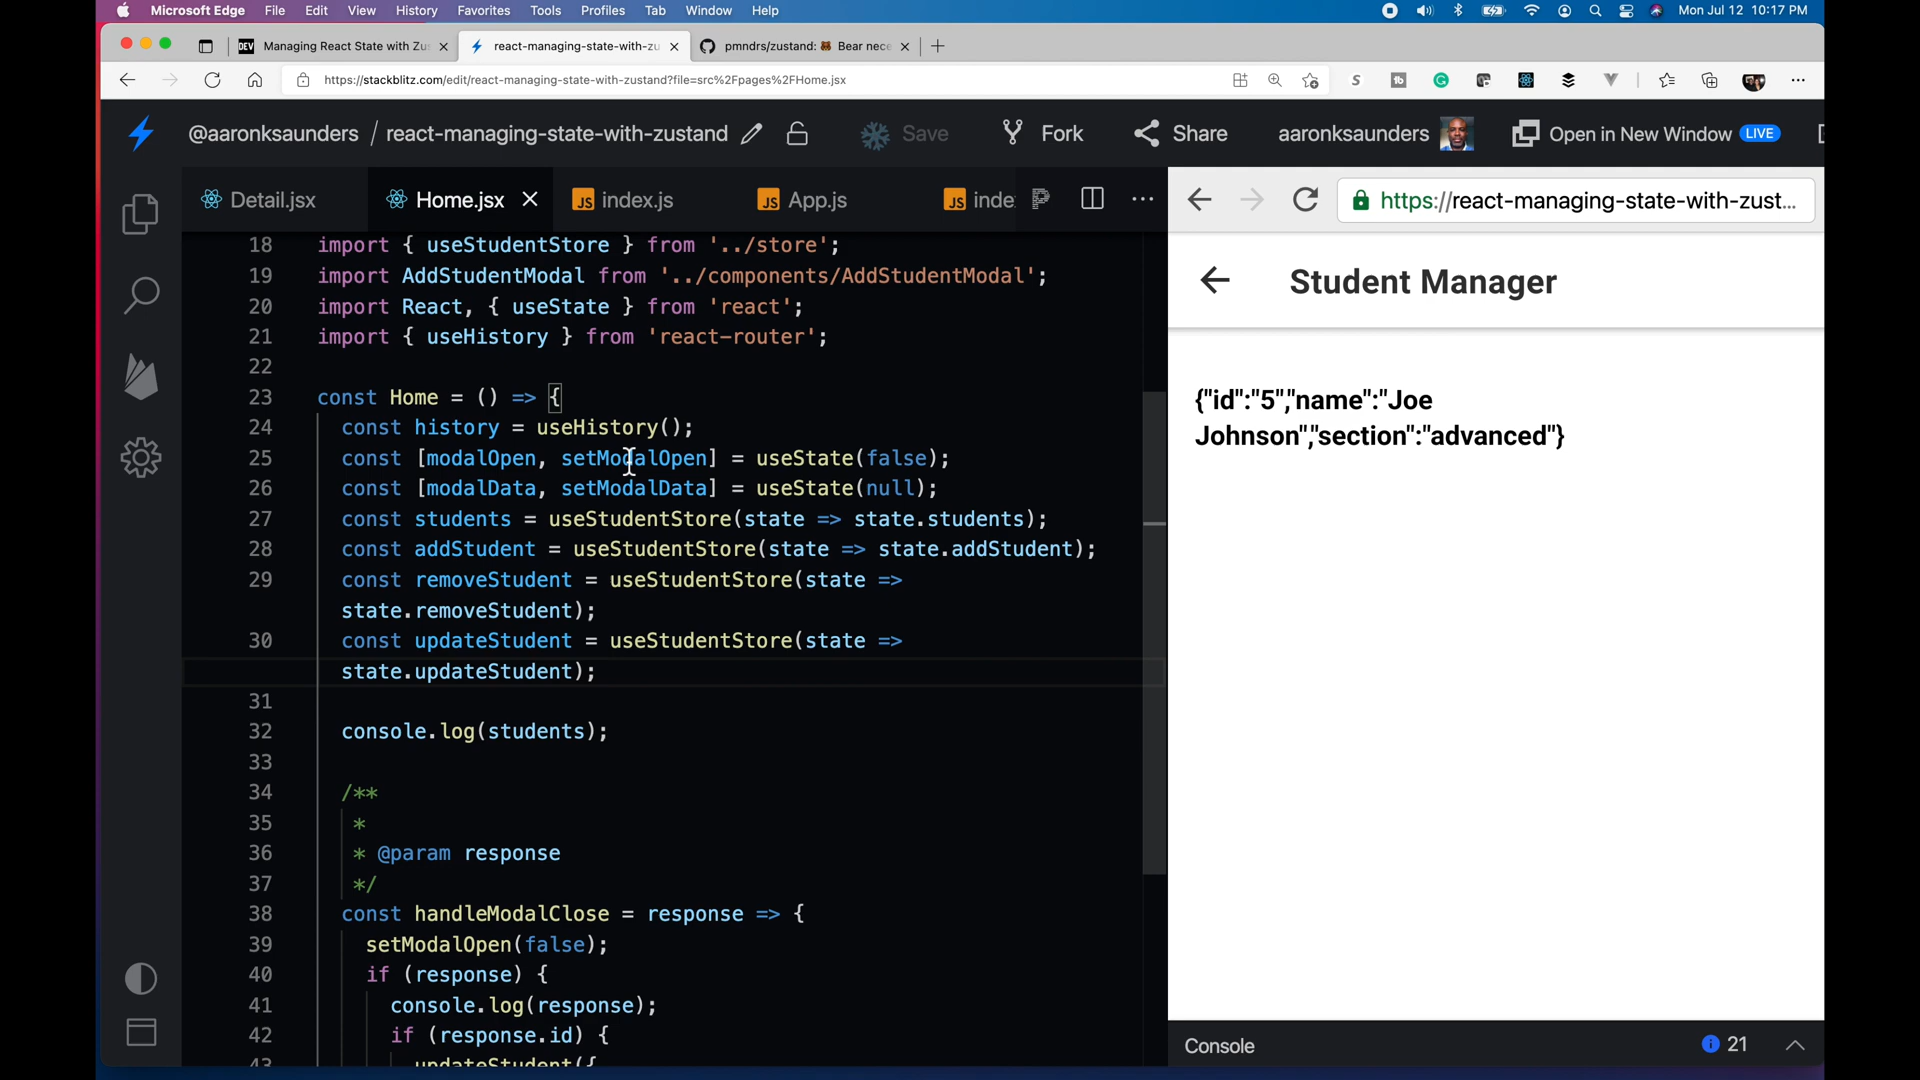 Microsoft Edge File Edit View History Favorites Tools Profiles Tab Window Help Mon Jul 12 10:17 PM
DEV Managing React State with Zu react-managing-state-with-zu pmndrs/zustand: 🐻 Bear nece
https://stackblitz.com/edit/react-managing-state-with-zustand?file=src%2Fpages%2FHome.jsx
@aaronksaunders / react-managing-state-with-zustand Save Fork Share aaronksaunders Open in New Window LIVE
Detail.jsx Home.jsx JS index.js JS App.js JS inde
https://react-managing-state-with-zust...
18 import { useStudentStore } from '../store';
19 import AddStudentModal from '../components/AddStudentModal';
20 import React, { useState } from 'react';
21 import { useHistory } from 'react-router';
22
23 const Home = () => {
24 const history = useHistory();
25 const [modalOpen, setModalOpen] = useState(false);
26 const [modalData, setModalData] = useState(null);
27 const students = useStudentStore(state => state.students);
28 const addStudent = useStudentStore(state => state.addStudent);
29 const removeStudent = useStudentStore(state =>
state.removeStudent);
30 const updateStudent = useStudentStore(state =>
state.updateStudent);
31
32 console.log(students);
33
34 /**
35 *
36 * @param response
37 */
38 const handleModalClose = response => {
39 setModalOpen(false);
40 if (response) {
41 console.log(response);
42 if (response.id) {
43 updateStudent({
Student Manager
{"id":"5","name":"Joe
Johnson","section":"advanced"}
Console 21